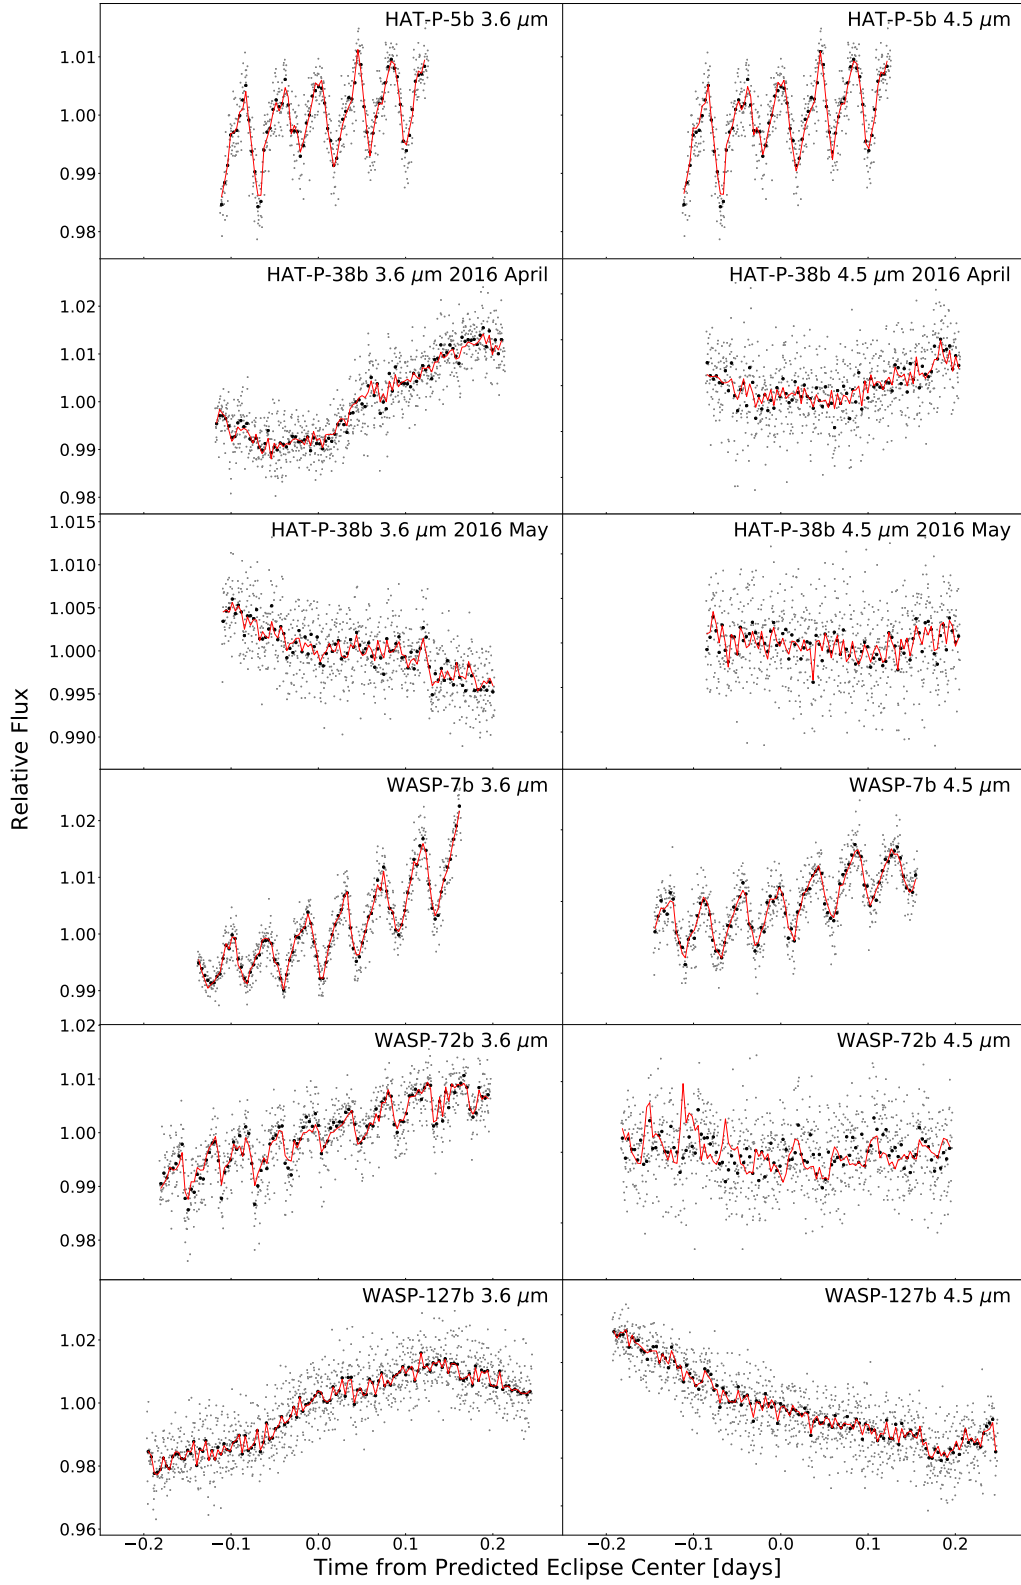 HAT-P-5b 3.6 μm
HAT-P-5b 4.5 μm
1.01
1.00
0.99
0.98
HAT-P-38b 3.6 μm 2016 April
HAT-P-38b 4.5 μm 2016 April
1.02
1.01
1.00
0.99
0.98
HAT-P-38b 3.6 μm 2016 May
HAT-P-38b 4.5 μm 2016 May
1.015
1.010
1.005
1.000
0.995
0.990
Relative Flux
WASP-7b 3.6 μm
WASP-7b 4.5 μm
1.02
1.01
1.00
0.99
WASP-72b 3.6 μm
WASP-72b 4.5 μm
1.02
1.01
1.00
0.99
0.98
WASP-127b 3.6 μm
WASP-127b 4.5 μm
1.02
1.00
0.98
0.96
−0.2 −0.1 0.0 0.1 0.2 −0.2 −0.1 0.0 0.1 0.2
Time from Predicted Eclipse Center [days]